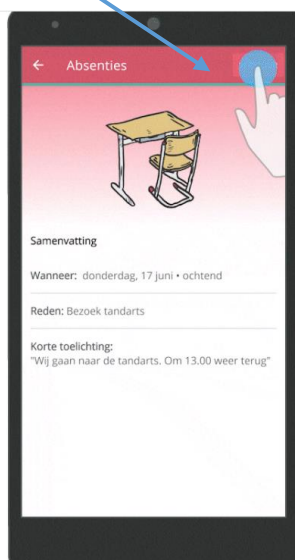 Absenties
Samenvatting
Wanneer: donderdag, 17 juni • ochtend
Reden: Bezoek tandarts
Korte toelichting:
"Wij gaan naar de tandarts. Om 13.00 weer terug"